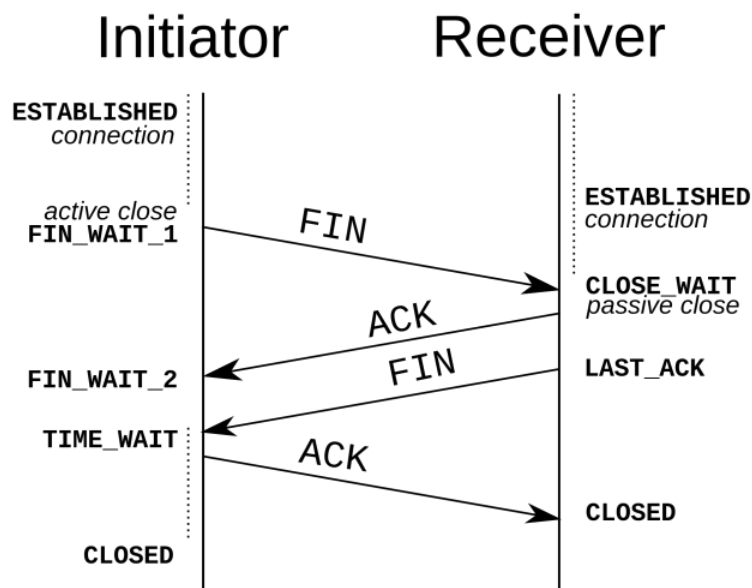 Initiator
Receiver
ESTABLISHED
connection
ESTABLISHED
connection
active close
FIN_WAIT_1
FIN
CLOSE_WAIT
passive close
ACK
FIN_WAIT_2
FIN
LAST_ACK
TIME_WAIT
ACK
CLOSED
CLOSED